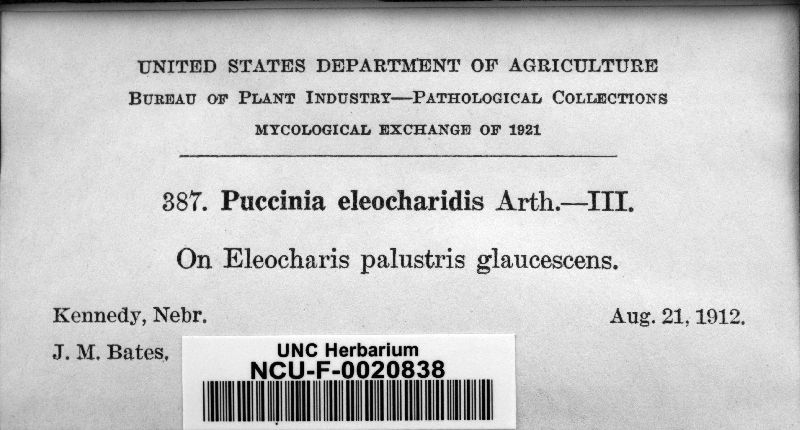 UNITED STATES DEPARTMENT OF AGRICULTURE
BUREAU OF PLANT INDUSTRY—PATHOLOGICAL COLLECTIONS
MYCOLOGICAL EXCHANGE OF 1921
387. Puccinia eleocharidis Arth.—III.
On Eleocharis palustris glaucescens.
Kennedy, Nebr. Aug. 21, 1912.
J. M. Bates,
UNC Herbarium
NCU-F-0020838